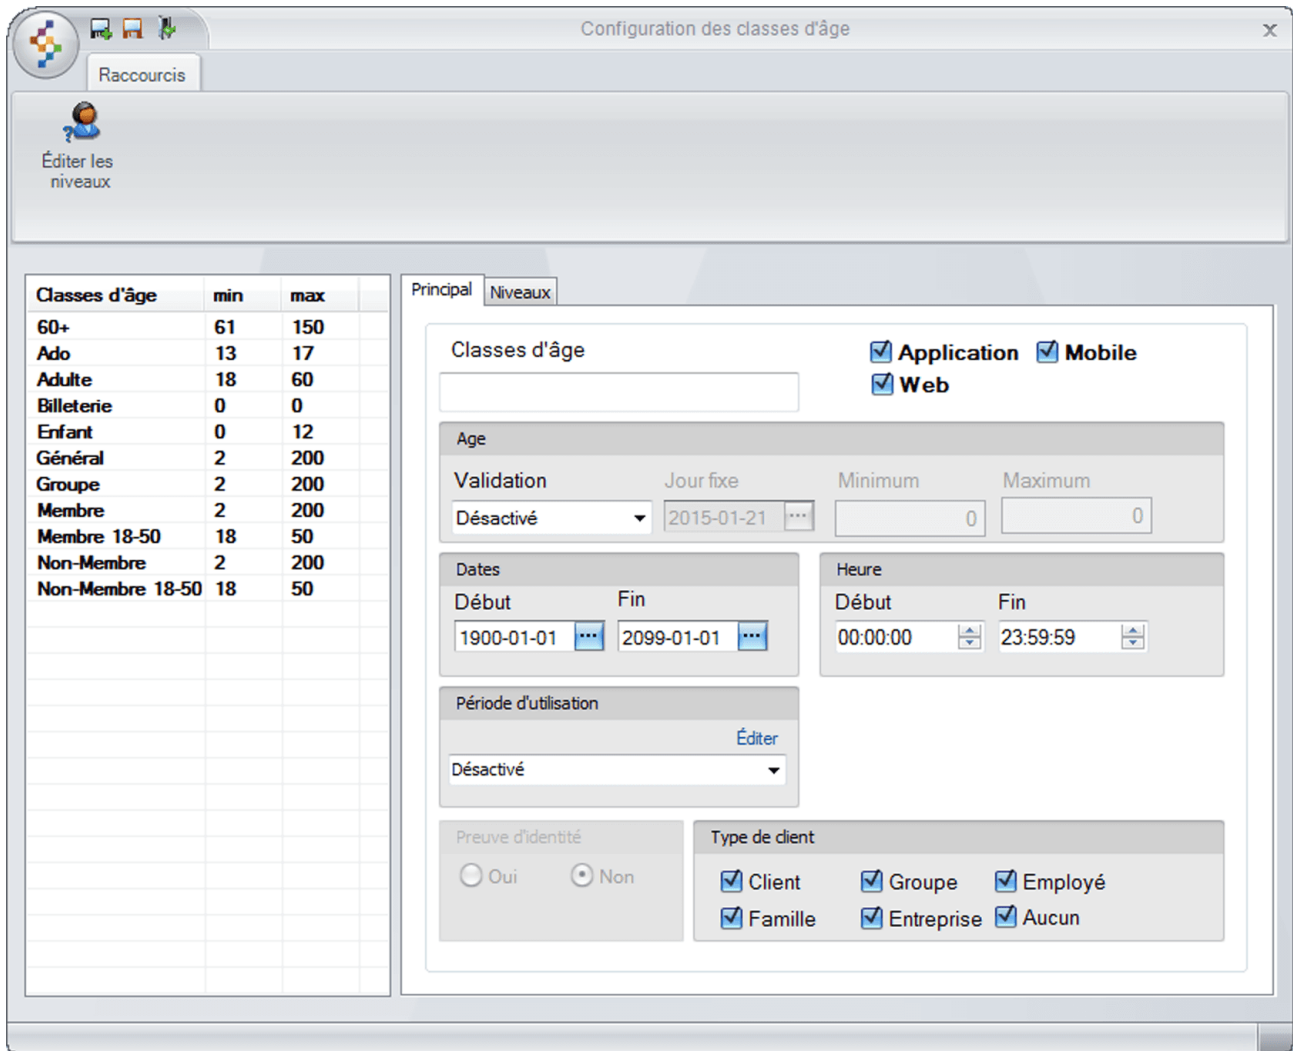 Configuration des classes d'âge
Raccourcis
Éditer les
niveaux
Classes d'âge min max
60+ 61 150
Ado 13 17
Adulte 18 60
Billeterie 0 0
Enfant 0 12
Général 2 200
Groupe 2 200
Membre 2 200
Membre 18-50 18 50
Non-Membre 2 200
Non-Membre 18-50 18 50
Principal Niveaux
Classes d'âge
Application Mobile
Web
Age
Validation Jour fixe Minimum Maximum
Désactivé 2015-01-21 ... 0 0
Dates
Début Fin
1900-01-01 ... 2099-01-01 ...
Heure
Début Fin
00:00:00 23:59:59
Période d'utilisation
Éditer
Désactivé
Preuve d'identité
Oui Non
Type de client
Client Groupe Employé
Famille Entreprise Aucun